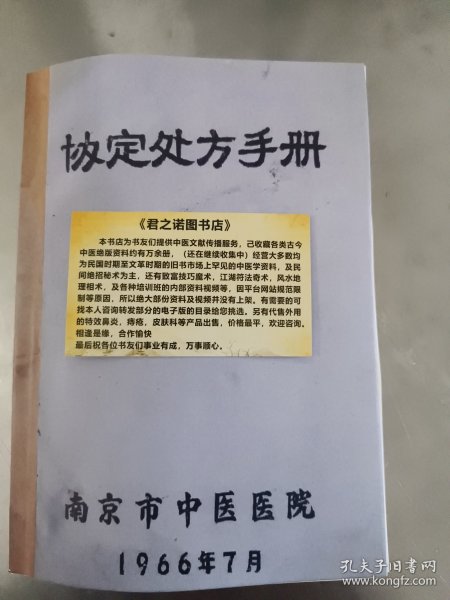 协定处方手册
《君之诺图书店》
本书店为书友们提供中医文献传播服务，己收藏各类古今
中医绝版资料约有万余册，（还在继续收集中）经营大多数均
为民国时期至文革时期的旧书市场上罕见的中医学资料，及民
间绝招秘术为主，还有致富技巧魔术，江湖符法奇术，风水地
理相术，及各种培训班的内部资料视频等，因平台网站规范限
制等原因，所以绝大部份资料及视频并没有上架。有需要的可
找本人咨询转发部分的电子版的目录给您挑选。另有代售外用
的特效鼻炎，痔疮，皮肤科等产品出售，价格最平，欢迎咨询。
相逢是缘，合作愉快
最后祝各位书友们事业有成，万事顺心。
南京市中医医院
1966年7月
孔夫子旧书网
www.kongfz.com